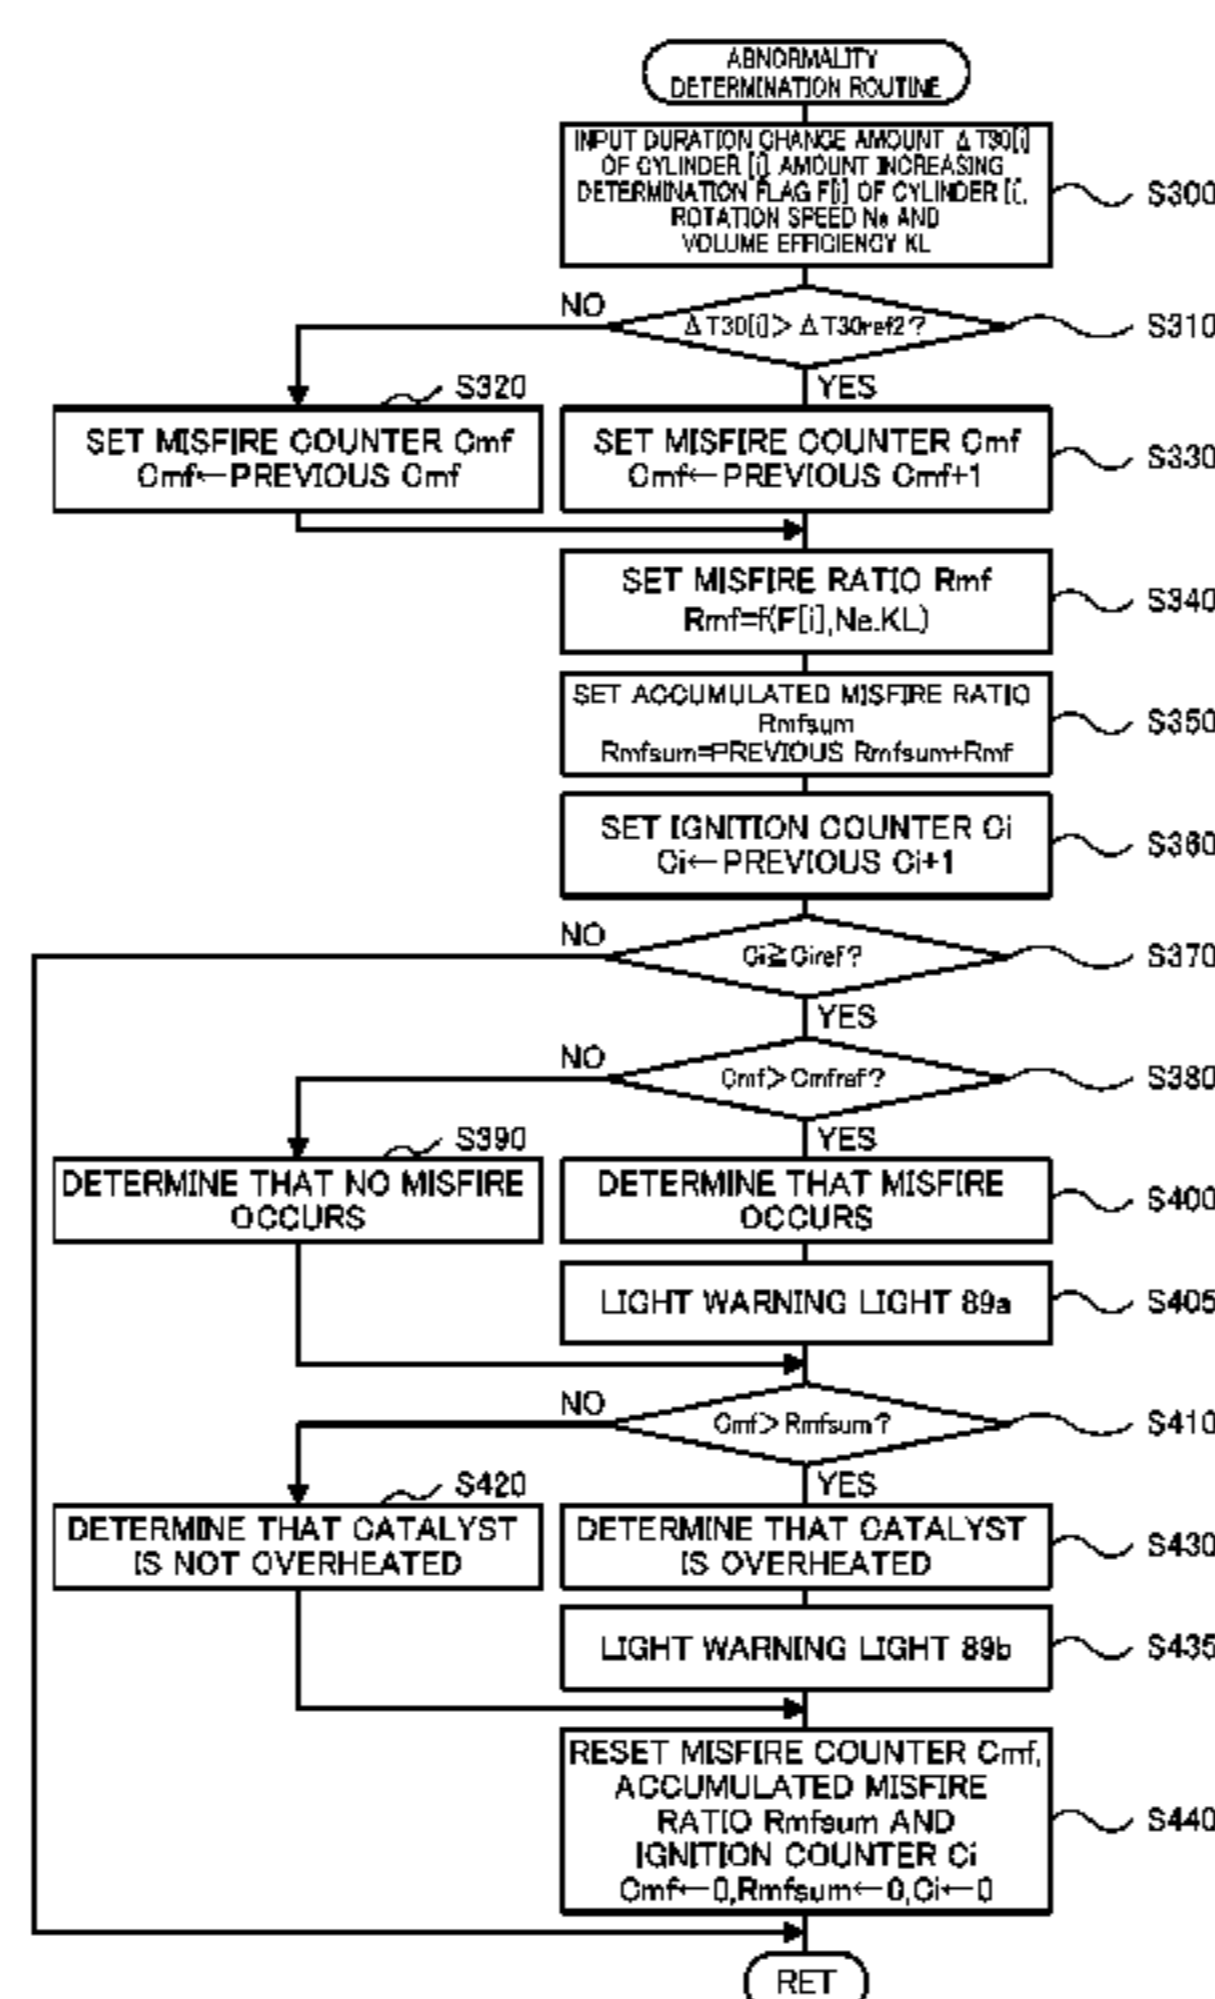 ABNORMALITY
DETERMINATION ROUTINE
INPUT DURATION CHANGE AMOUNT Δ T30[i]
OF CYLINDER [i], AMOUNT INCREASING
DETERMINATION FLAG F[i] OF CYLINDER [i],
ROTATION SPEED Ne AND
VOLUME EFFICIENCY KL
S300
NO
Δ T30[i]> Δ T30ref2?
S310
YES
S320
SET MISFIRE COUNTER Cmf
Cmf←PREVIOUS Cmf
SET MISFIRE COUNTER Cmf
Cmf←PREVIOUS Cmf+1
S330
SET MISFIRE RATIO Rmf
Rmf=f(F[i],Ne.KL)
S340
SET ACCUMULATED MISFIRE RATIO
Rmfsum
Rmfsum=PREVIOUS Rmfsum+Rmf
S350
SET IGNITION COUNTER Ci
Ci←PREVIOUS Ci+1
S360
NO
Ci≧Ciref?
S370
YES
NO
Cmf>Cmfref?
S380
YES
S390
DETERMINE THAT NO MISFIRE
OCCURS
DETERMINE THAT MISFIRE
OCCURS
S400
LIGHT WARNING LIGHT 89a
S405
NO
Cmf>Rmfsum?
S410
YES
S420
DETERMINE THAT CATALYST
IS NOT OVERHEATED
DETERMINE THAT CATALYST
IS OVERHEATED
S430
LIGHT WARNING LIGHT 89b
S435
RESET MISFIRE COUNTER Cmf,
ACCUMULATED MISFIRE
RATIO Rmfsum AND
IGNITION COUNTER Ci
Cmf←0,Rmfsum←0,Ci←0
S440
RET